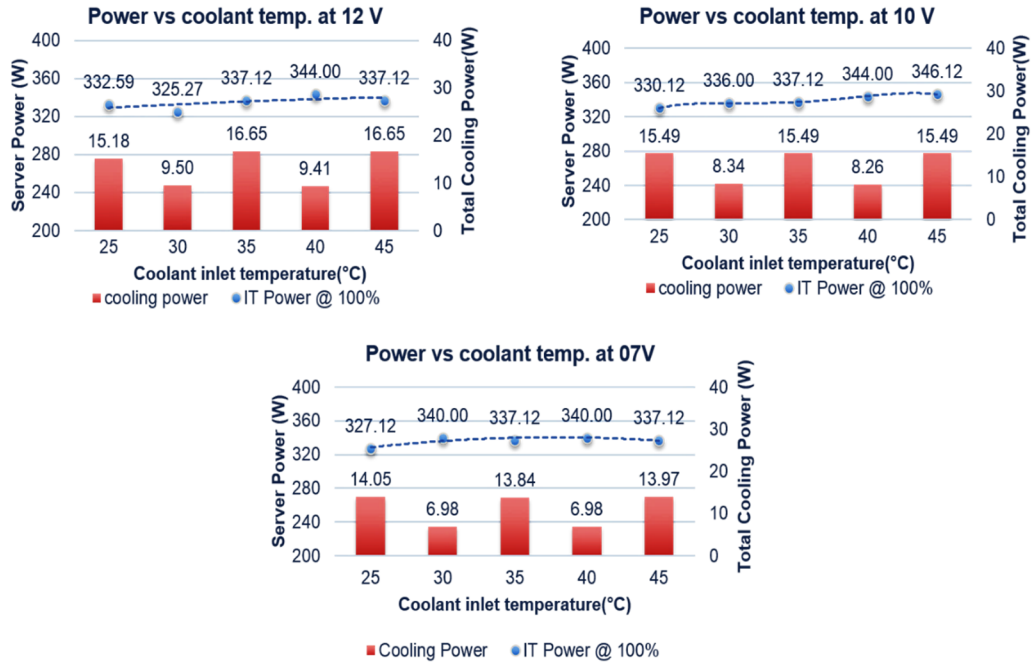 Power vs coolant temp. at 12 V
Server Power (W)
400
360
320
280
240
200
332.59 325.27 337.12 344.00 337.12
15.18 9.50 16.65 9.41 16.65
40
30
20
10
0
Total Cooling Power(W)
25 30 35 40 45
Coolant inlet temperature(°C)
cooling power IT Power @ 100%
Power vs coolant temp. at 10 V
Server Power (W)
400
360
320
280
240
200
330.12 336.00 337.12 344.00 346.12
15.49 8.34 15.49 8.26 15.49
40
30
20
10
0
Total Cooling Power(W)
25 30 35 40 45
Coolant inlet temperature(°C)
cooling power IT Power @ 100%
Power vs coolant temp. at 07V
Server Power (W)
400
360
320
280
240
200
327.12 340.00 337.12 340.00 337.12
14.05 6.98 13.84 6.98 13.97
40
30
20
10
0
Total Cooling Power (W)
25 30 35 40 45
Coolant inlet temperature(°C)
Cooling Power IT Power @ 100%